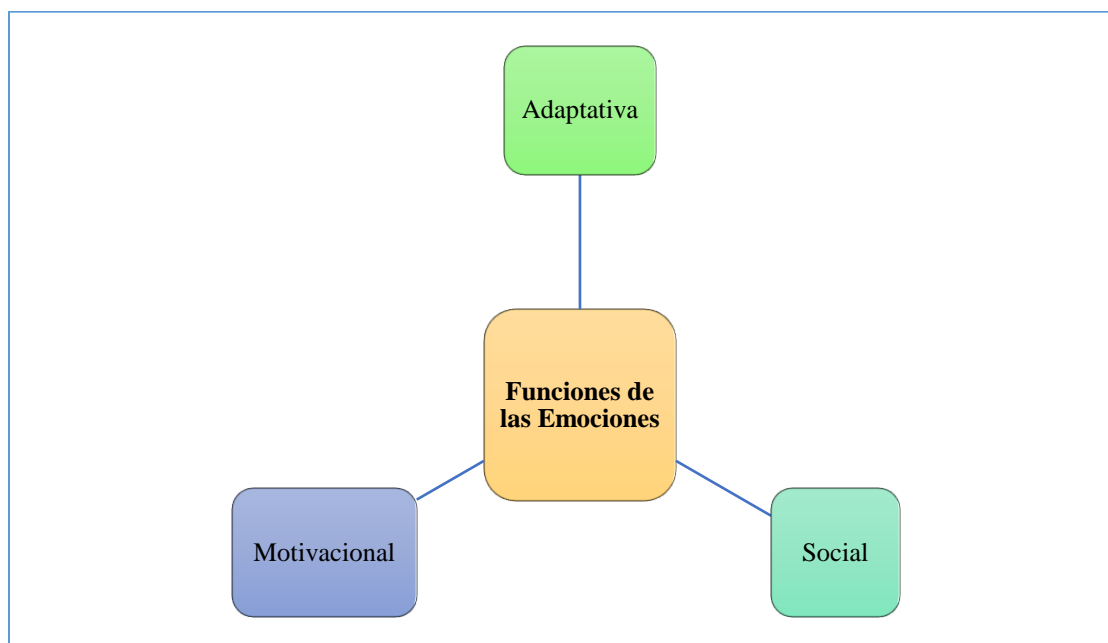 Adaptativa
Funciones de
las Emociones
Motivacional
Social